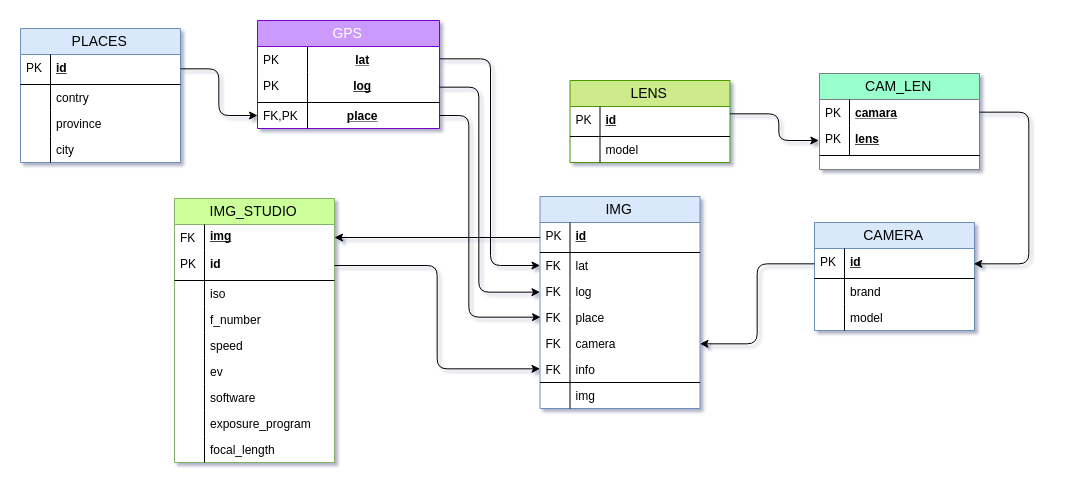 PLACES
PK id
contry
province
city
GPS
PK lat
PK log
FK,PK place
LENS
PK id
model
CAM_LEN
PK camara
PK lens
IMG_STUDIO
FK img
PK id
iso
f_number
speed
ev
software
exposure_program
focal_length
IMG
PK id
FK lat
FK log
FK place
FK camera
FK info
img
CAMERA
PK id
brand
model